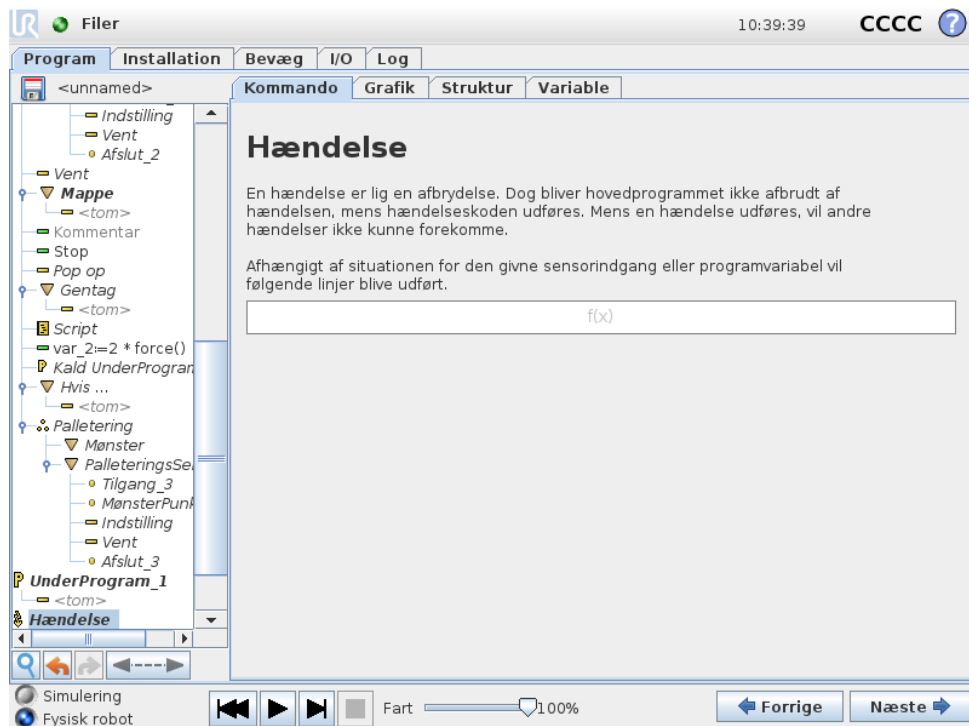 UR Filer 10:39:39 CCCC ?
Program Installation Bevæg I/O Log
<unnamed>
Kommando Grafik Struktur Variable
Indstilling
Vent
Afslut_2
Vent
Mappe
<tom>
Kommentar
Stop
Pop op
Gentag
<tom>
Script
var_2:=2 * force()
Kald UnderProgram
Hvis ...
<tom>
Palletering
Mønster
PalleteringsSe
Tilgang_3
MønsterPunk
Indstilling
Vent
Afslut_3
UnderProgram_1
<tom>
Hændelse
Hændelse
En hændelse er lig en afbrydelse. Dog bliver hovedprogrammet ikke afbrudt af
hændelsen, mens hændelseskoden udføres. Mens en hændelse udføres, vil andre
hændelser ikke kunne forekomme.
Afhængigt af situationen for den givne sensorindgang eller programvariabel vil
følgende linjer blive udført.
f(x)
Simulering
Fysisk robot
Fart 100%
Forrige Næste